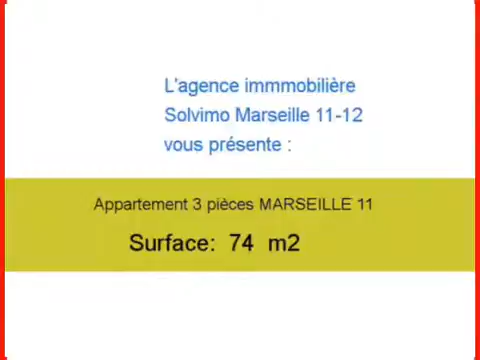 L'agence immmobilière
Solvimo Marseille 11-12
vous présente :
Appartement 3 pièces MARSEILLE 11
Surface: 74 m2